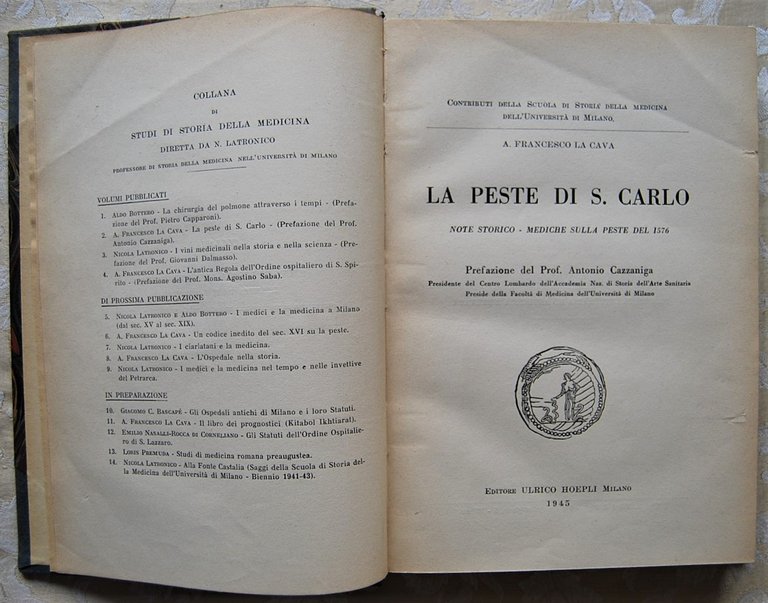 COLLANA
DI
STUDI DI STORIA DELLA MEDICINA
DIRETTA DA N. LATRONICO
PROFESSORE DI STORIA DELLA MEDICINA NELL'UNIVERSITÀ DI MILANO
VOLUMI PUBBLICATI
1. ALDO BOTTERO - La chirurgia del polmone attraverso i tempi - (Prefazione del Prof. Pietro Capparoni).
2. A. FRANCESCO LA CAVA - La peste di S. Carlo - (Prefazione del Prof.
Antonio Cazzaniga).
3. NICOLA LATRONICO - I vini medicinali nella storia e nella scienza - (Prefazione del Prof. Giovanni Dalmasso).
4. A. FRANCESCO LA CAVA - L'antica Regola dell'Ordine ospitaliero di S. Spirito - (Prefazione del Prof. Mons. Agostino Saba).
DI PROSSIMA PUBBLICAZIONE
5. NICOLA LATRONICO E ALDO BOTTERO - I medici e la medicina a Milano
(dal sec. XV al sec. XIX).
6. A. FRANCESCO LA CAVA - Un codice inedito del sec. XVI su la peste.
7. NICOLA LATRONICO - I ciarlatani e la medicina.
8. A. FRANCESCO LA CAVA - L'Ospedale nella storia.
9. NICOLA LATRONICO - I medici e la medicina nel tempo e nelle invettive
del Petrarca.
IN PREPARAZIONE
10. GIACOMO C. BASCAPÈ - Gli Ospedali antichi di Milano e i loro Statuti.
11. A. FRANCESCO LA CAVA - Il libro dei prognostici (Kitabol Ikhtiarat).
12. EMILIO NASALLI-ROCCA DI CORNELIANO - Gli Statuti dell'Ordine Ospitaliero di S. Lazzaro.
13. LORIS PREMUDA - Studi di medicina romana preaugustea.
14. NICOLA LATRONICO - Alla Fonte Castalia (Saggi della Scuola di Storia della Medicina dell'Università di Milano - Biennio 1941-43).
CONTRIBUTI DELLA SCUOLA DI STORIA DELLA MEDICINA
DELL'UNIVERSITÀ DI MILANO.
A. FRANCESCO LA CAVA
LA PESTE DI S. CARLO
NOTE STORICO - MEDICHE SULLA PESTE DEL 1576
Prefazione del Prof. Antonio Cazzaniga
Presidente del Centro Lombardo dell'Accademia Naz. di Storia dell'Arte Sanitaria
Preside della Facoltà di Medicina dell'Università di Milano
EDITORE ULRICO HOEPLI MILANO
1945